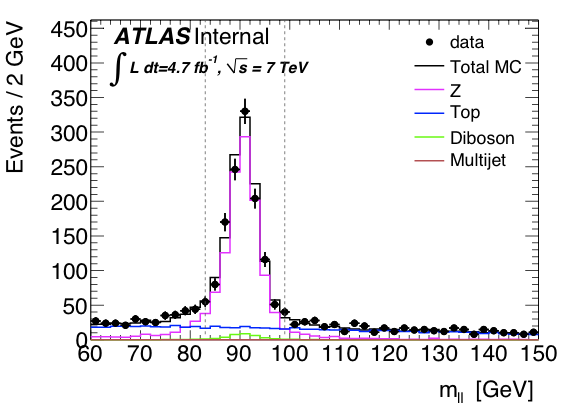 ATLAS Internal
∫ L dt=4.7 fb⁻¹, √s = 7 TeV
data
Total MC
Z
Top
Diboson
Multijet
Events / 2 GeV
450
400
350
300
250
200
150
100
50
0
60 70 80 90 100 110 120 130 140 150
m_ll [GeV]